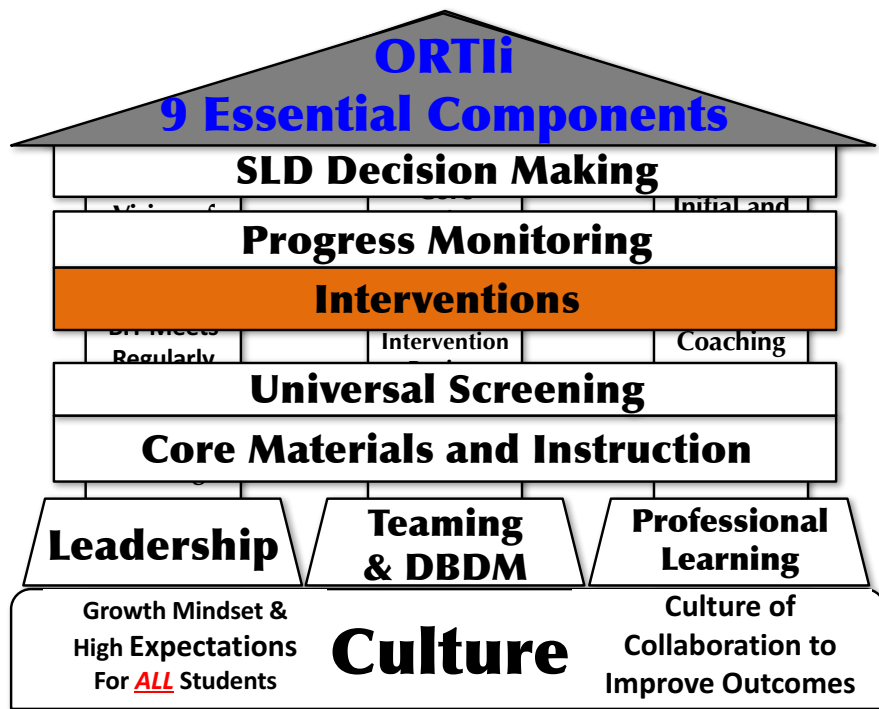 ORTIi
9 Essential Components
SLD Decision Making
Initial and
Progress Monitoring
Interventions
Regularly
Intervention
Coaching
Universal Screening
Core Materials and Instruction
Leadership
Teaming
& DBDM
Professional
Learning
Growth Mindset &
High Expectations
For ALL Students
Culture
Culture of
Collaboration to
Improve Outcomes